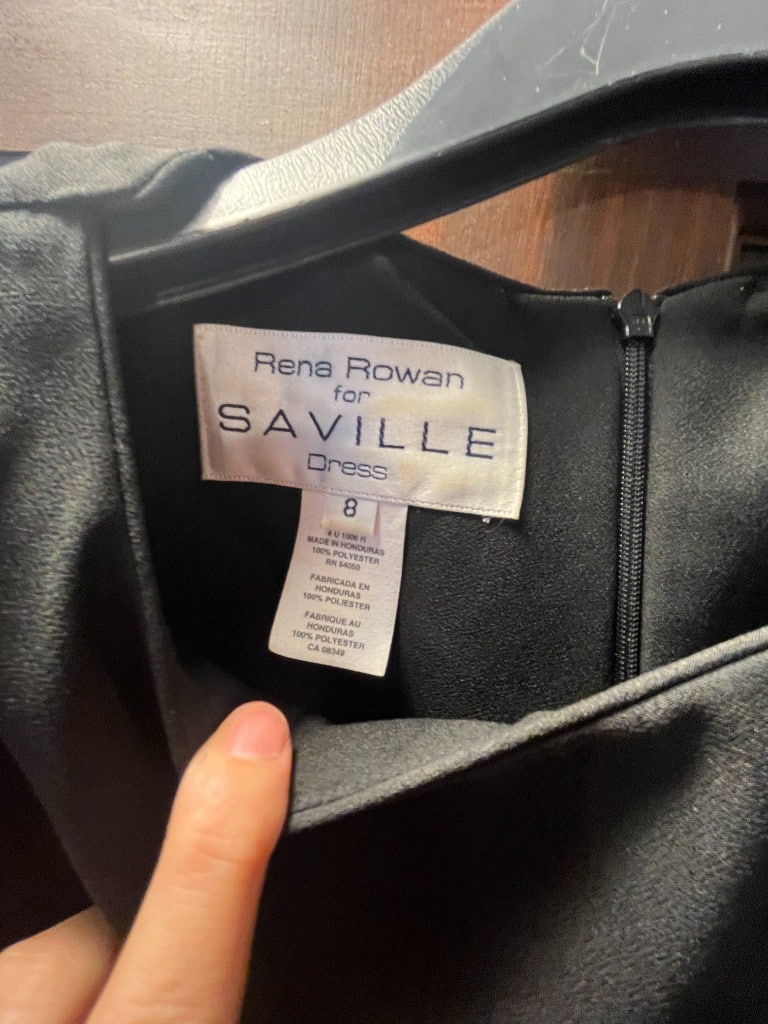 Rena Rowan
for
SAVILLE
Dress
8
# U 1006 H
MADE IN HONDURAS
100% POLYESTER
RN 54050
FABRICADA EN
HONDURAS
100% POLIESTER
FABRIQUE AU
HONDURAS
100% POLYESTER
CA 08349